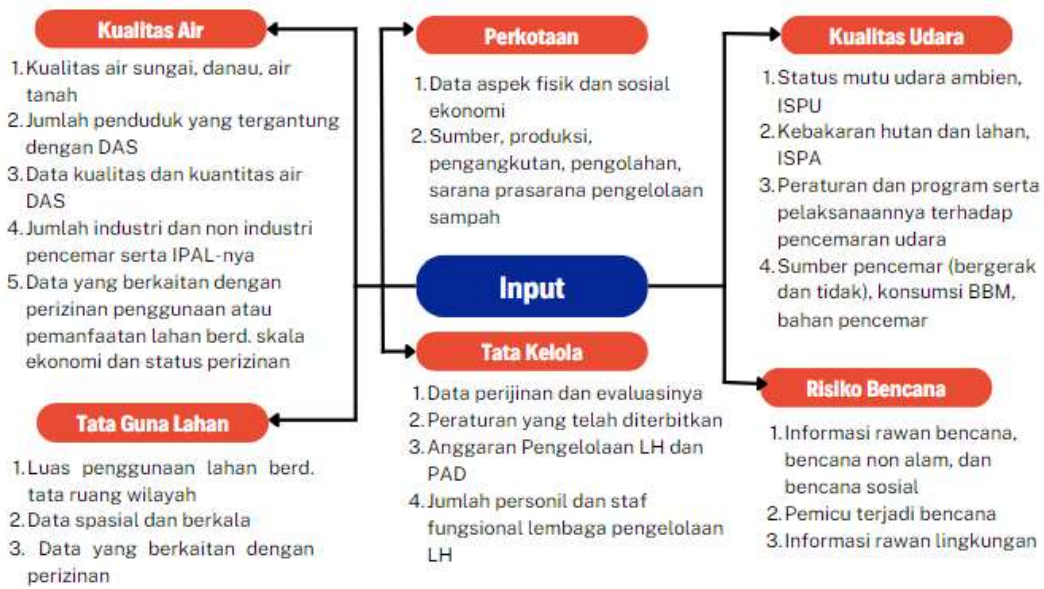 Kualitas Air
1. Kualitas air sungai, danau, air
tanah
2. Jumlah penduduk yang tergantung
dengan DAS
3. Data kualitas dan kuantitas air
DAS
4. Jumlah industri dan non industri
pencemar serta IPAL-nya
5. Data yang berkaitan dengan
perizinan penggunaan atau
pemanfaatan lahan berd. skala
ekonomi dan status perizinan
Tata Guna Lahan
1. Luas penggunaan lahan berd.
tata ruang wilayah
2. Data spasial dan berkala
3. Data yang berkaitan dengan
perizinan
Perkotaan
1. Data aspek fisik dan sosial
ekonomi
2. Sumber, produksi,
pengangkutan, pengolahan,
sarana prasarana pengelolaan
sampah
Input
Tata Kelola
1. Data perijinan dan evaluasinya
2. Peraturan yang telah diterbitkan
3. Anggaran Pengelolaan LH dan
PAD
4. Jumlah personil dan staf
fungsional lembaga pengelolaan
LH
Kualitas Udara
1. Status mutu udara ambien,
ISPU
2. Kebakaran hutan dan lahan,
ISPA
3. Peraturan dan program serta
pelaksanaannya terhadap
pencemaran udara
4. Sumber pencemar (bergerak
dan tidak), konsumsi BBM,
bahan pencemar
Risiko Bencana
1. Informasi rawan bencana,
bencana non alam, dan
bencana sosial
2. Pemicu terjadi bencana
3. Informasi rawan lingkungan